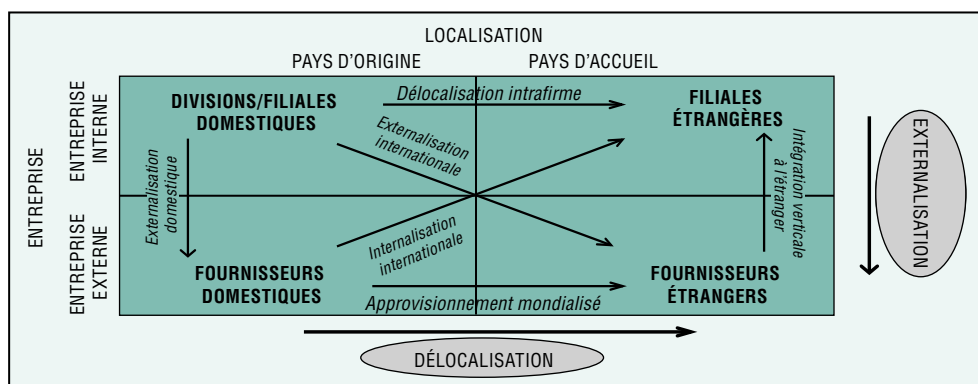 LOCALISATION
PAYS D'ORIGINE
PAYS D'ACCUEIL
ENTREPRISE
ENTREPRISE
INTERNE
DIVISIONS/FILIALES
DOMESTIQUES
Délocalisation intrafirme
FILIALES
ÉTRANGÈRES
Externalisation
domestique
Externalisation
internationale
Intégration verticale
à l'étranger
EXTERNALISATION
ENTREPRISE
EXTERNE
Internalisation
internationale
FOURNISSEURS
DOMESTIQUES
FOURNISSEURS
ÉTRANGERS
Approvisionnement mondialisé
DÉLOCALISATION